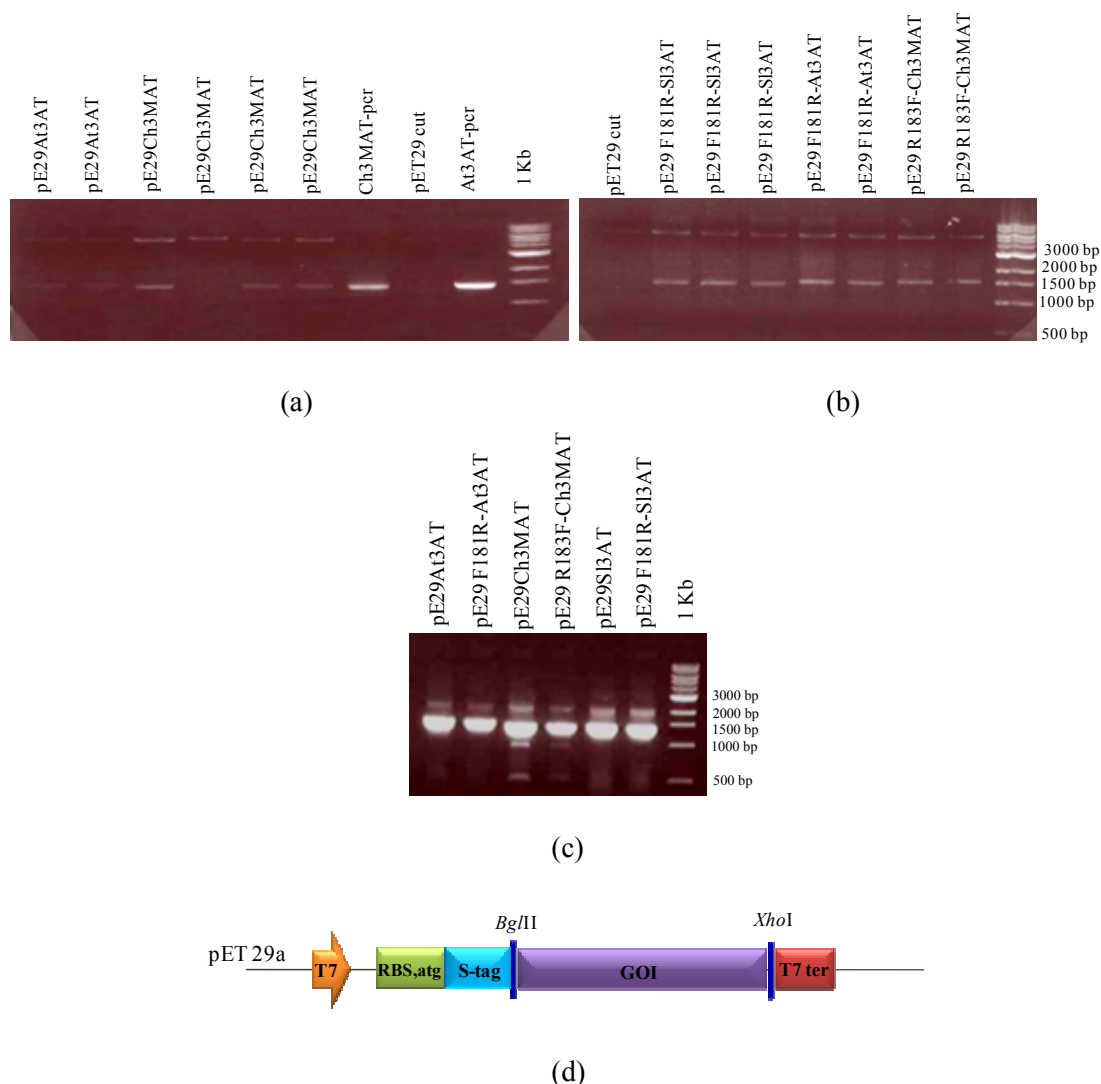 pE29At3AT
pE29At3AT
pE29Ch3MAT
pE29Ch3MAT
pE29Ch3MAT
pE29Ch3MAT
Ch3MAT-pcr
pET29 cut
At3AT-pcr
1 Kb
pET29 cut
pE29 F181R-Sl3AT
pE29 F181R-Sl3AT
pE29 F181R-Sl3AT
pE29 F181R-At3AT
pE29 F181R-At3AT
pE29 R183F-Ch3MAT
pE29 R183F-Ch3MAT
3000 bp
2000 bp
1500 bp
1000 bp
500 bp
(a)
(b)
pE29At3AT
pE29 F181R-At3AT
pE29Ch3MAT
pE29 R183F-Ch3MAT
pE29Sl3AT
pE29 F181R-Sl3AT
1 Kb
3000 bp
2000 bp
1500 bp
1000 bp
500 bp
(c)
BglII
XhoI
pET 29a
T7
RBS,atg
S-tag
GOI
T7 ter
(d)